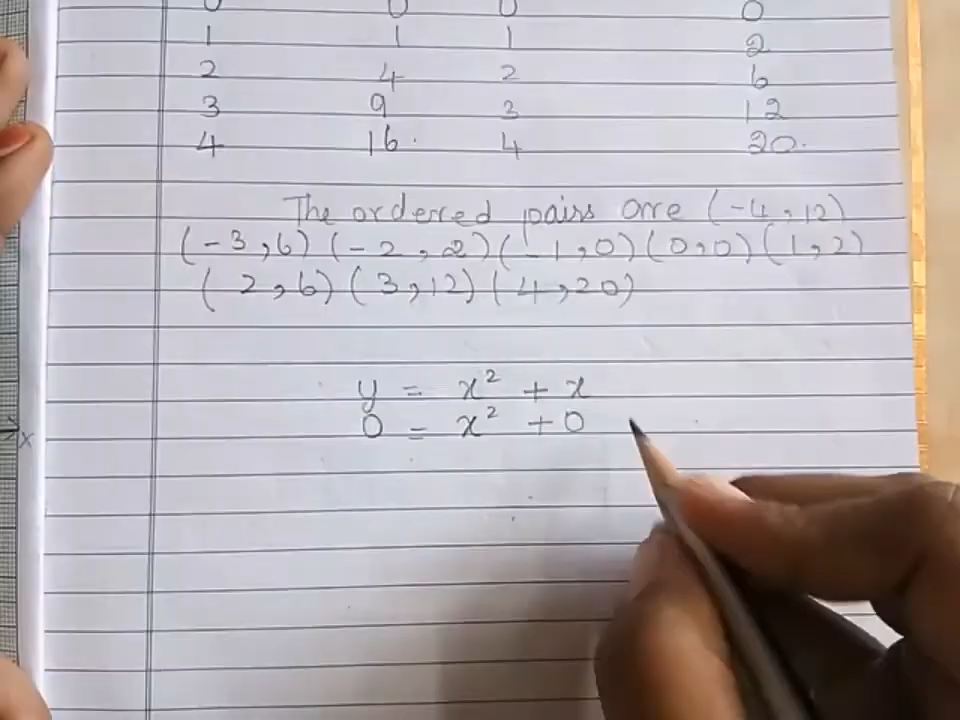 0 0 0 0
1 1 1 2
2 4 2 6
3 9 3 12
4 16. 4 20.
The ordered pairs are (-4,12)
(-3,6) (-2,2) (-1,0) (0,0) (1,2)
(2,6) (3,12) (4,20)
y = x² + x
0 = x² + 0
x